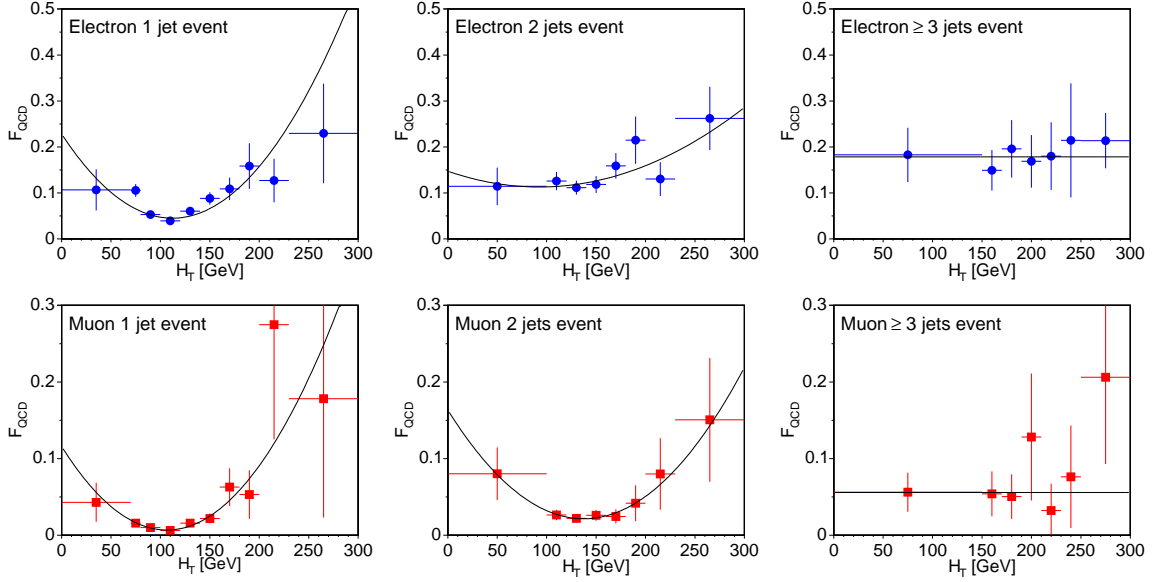 Electron 1 jet event
F_QCD
0.5
0.4
0.3
0.2
0.1
0
0 50 100 150 200 250 300
H_T [GeV]
Electron 2 jets event
F_QCD
0.5
0.4
0.3
0.2
0.1
0
0 50 100 150 200 250 300
H_T [GeV]
Electron ≥ 3 jets event
F_QCD
0.5
0.4
0.3
0.2
0.1
0
0 50 100 150 200 250 300
H_T [GeV]
Muon 1 jet event
F_QCD
0.3
0.2
0.1
0
0 50 100 150 200 250 300
H_T [GeV]
Muon 2 jets event
F_QCD
0.3
0.2
0.1
0
0 50 100 150 200 250 300
H_T [GeV]
Muon ≥ 3 jets event
F_QCD
0.3
0.2
0.1
0
0 50 100 150 200 250 300
H_T [GeV]